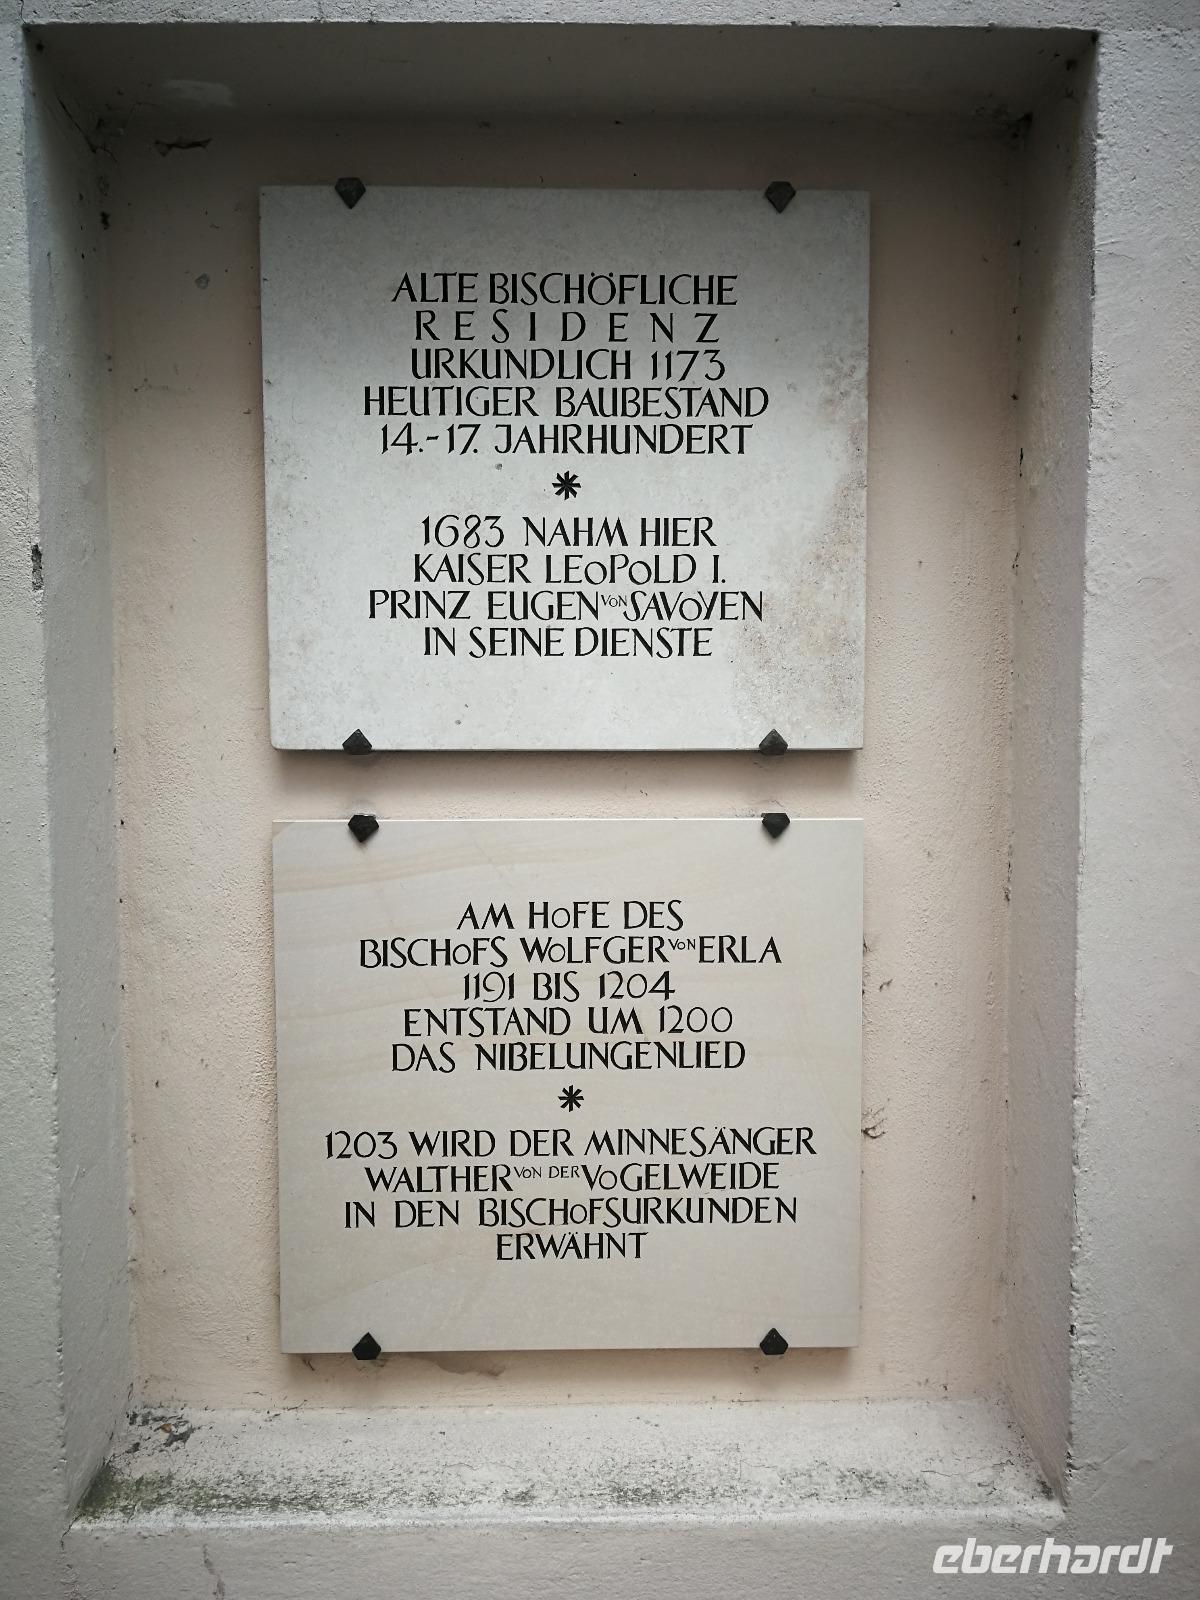 ALTE BISCHÖFLICHE
RESIDENZ
URKUNDLICH 1173
HEUTIGER BAUBESTAND
14.-17. JAHRHUNDERT
*
1683 NAHM HIER
KAISER LEOPOLD I.
PRINZ EUGEN VON SAVOYEN
IN SEINE DIENSTE
AM HOFE DES
BISCHOFS WOLFGER VON ERLA
1191 BIS 1204
ENTSTAND UM 1200
DAS NIBELUNGENLIED
*
1203 WIRD DER MINNESÄNGER
WALTHER VON DER VOGELWEIDE
IN DEN BISCHOFSURKUNDEN
ERWÄHNT
eberhardt